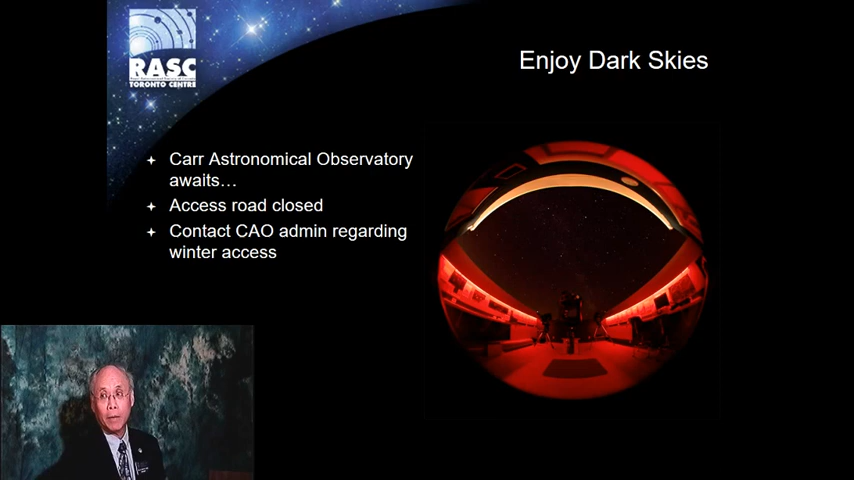 RASC
TORONTO CENTRE
Enjoy Dark Skies
Carr Astronomical Observatory
awaits…
Access road closed
Contact CAO admin regarding
winter access